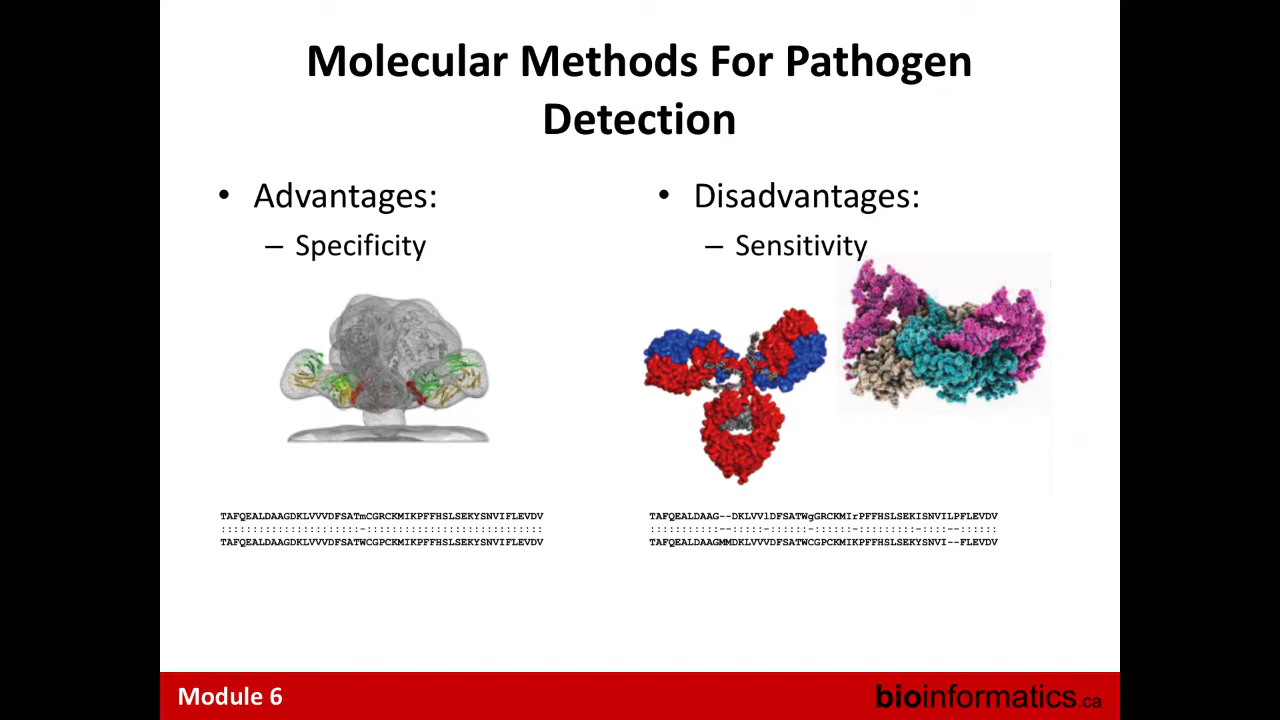 Molecular Methods For Pathogen
Detection
• Advantages:
– Specificity
TAFQEALDAAGDKLVVVDFSATmCGRCKMIKPFFHSLSEKYSNVIFLEVDV
::::::::::::::::::::::-::::::::::::::::::::::::::::
TAFQEALDAAGDKLVVVDFSATWCGPCKMIKPFFHSLSEKYSNVIFLEVDV
• Disadvantages:
– Sensitivity
TAFQEALDAAG--DKLVVlDFSATWgGRCKMIrPFFHSLSEKISNVILPFLEVDV
:::::::::::--:::::-::::::-::::::-:::::::::-::::--::::::
TAFQEALDAAGMMDKLVVVDFSATWCGPCKMIKPFFHSLSEKYSNVI--FLEVDV
Module 6
bioinformatics.ca